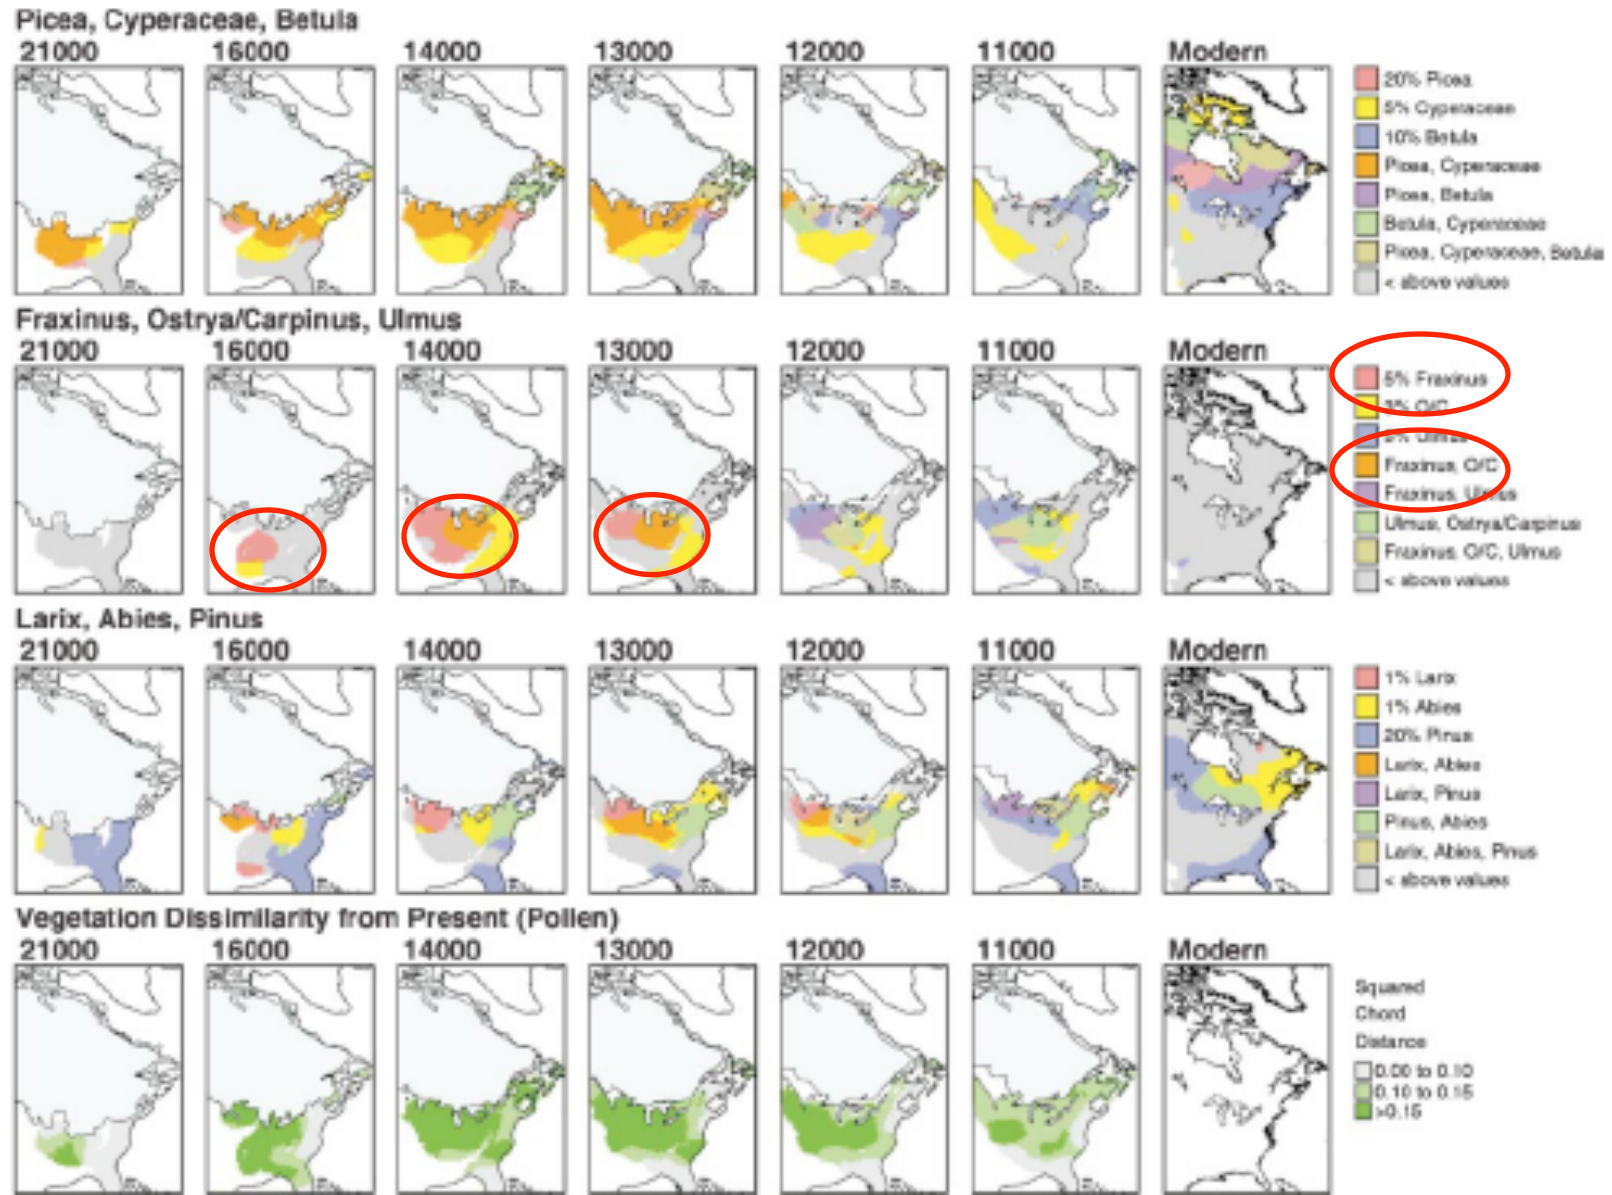 Picea, Cyperaceae, Betula
21000 16000 14000 13000 12000 11000 Modern
20% Picea
5% Cyperaceae
10% Betula
Picea, Cyperaceae
Picea, Betula
Betula, Cyperaceae
Picea, Cyperaceae, Betula
< above values
Fraxinus, Ostrya/Carpinus, Ulmus
21000 16000 14000 13000 12000 11000 Modern
5% Fraxinus
O/C
Ulmus
Fraxinus, O/C
Fraxinus, Ulmus
Ulmus, Ostrya/Carpinus
Fraxinus, O/C, Ulmus
< above values
Larix, Abies, Pinus
21000 16000 14000 13000 12000 11000 Modern
1% Larix
1% Abies
20% Pinus
Larix, Abies
Larix, Pinus
Pinus, Abies
Larix, Abies, Pinus
< above values
Vegetation Dissimilarity from Present (Pollen)
21000 16000 14000 13000 12000 11000 Modern
Squared
Chord
Distance
0.00 to 0.10
0.10 to 0.15
>0.15